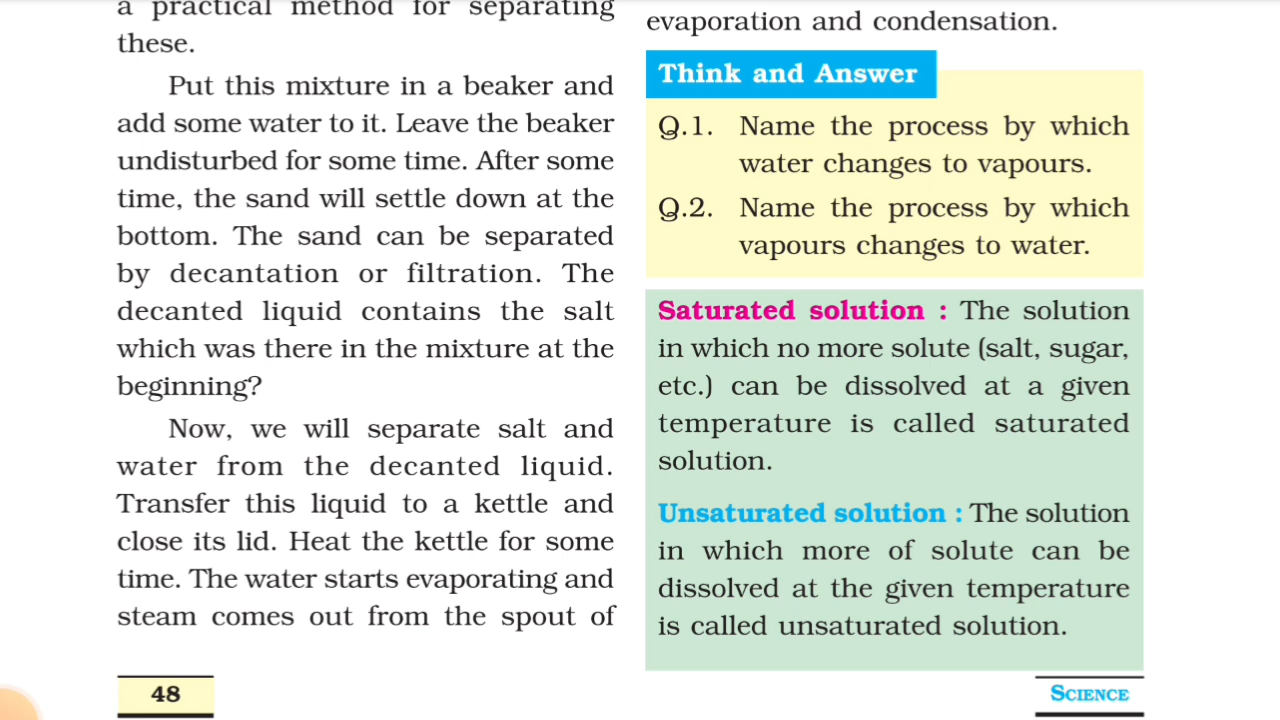 a practical method for separating
these.
Put this mixture in a beaker and
add some water to it. Leave the beaker
undisturbed for some time. After some
time, the sand will settle down at the
bottom. The sand can be separated
by decantation or filtration. The
decanted liquid contains the salt
which was there in the mixture at the
beginning?
Now, we will separate salt and
water from the decanted liquid.
Transfer this liquid to a kettle and
close its lid. Heat the kettle for some
time. The water starts evaporating and
steam comes out from the spout of
evaporation and condensation.
Think and Answer
Q.1. Name the process by which
water changes to vapours.
Q.2. Name the process by which
vapours changes to water.
Saturated solution : The solution
in which no more solute (salt, sugar,
etc.) can be dissolved at a given
temperature is called saturated
solution.
Unsaturated solution : The solution
in which more of solute can be
dissolved at the given temperature
is called unsaturated solution.
48
SCIENCE